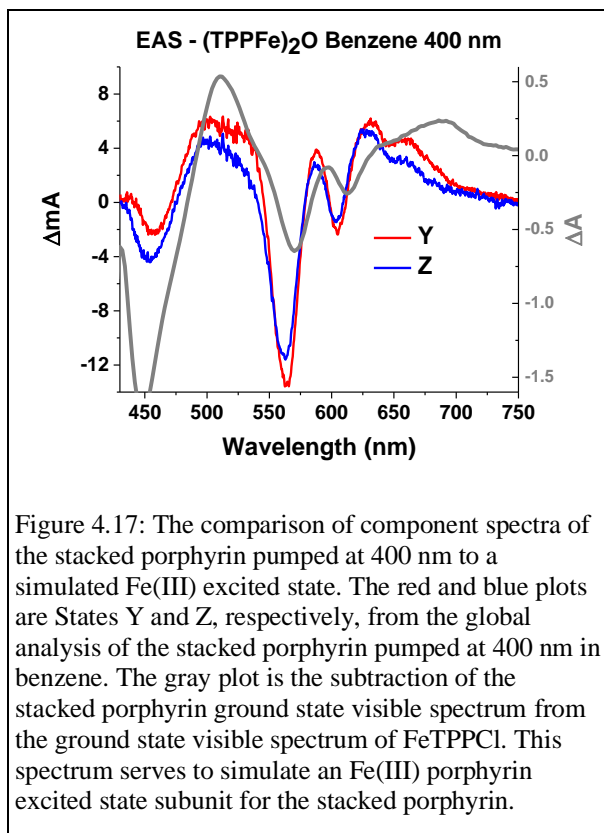 EAS - (TPPFe)₂O Benzene 400 nm
8
4
0
-4
-8
-12
ΔmA
0.5
0.0
-0.5
-1.0
-1.5
ΔA
Y
Z
450 500 550 600 650 700 750
Wavelength (nm)
Figure 4.17: The comparison of component spectra of
the stacked porphyrin pumped at 400 nm to a
simulated Fe(III) excited state. The red and blue plots
are States Y and Z, respectively, from the global
analysis of the stacked porphyrin pumped at 400 nm in
benzene. The gray plot is the subtraction of the
stacked porphyrin ground state visible spectrum from
the ground state visible spectrum of FeTPPCl. This
spectrum serves to simulate an Fe(III) porphyrin
excited state subunit for the stacked porphyrin.